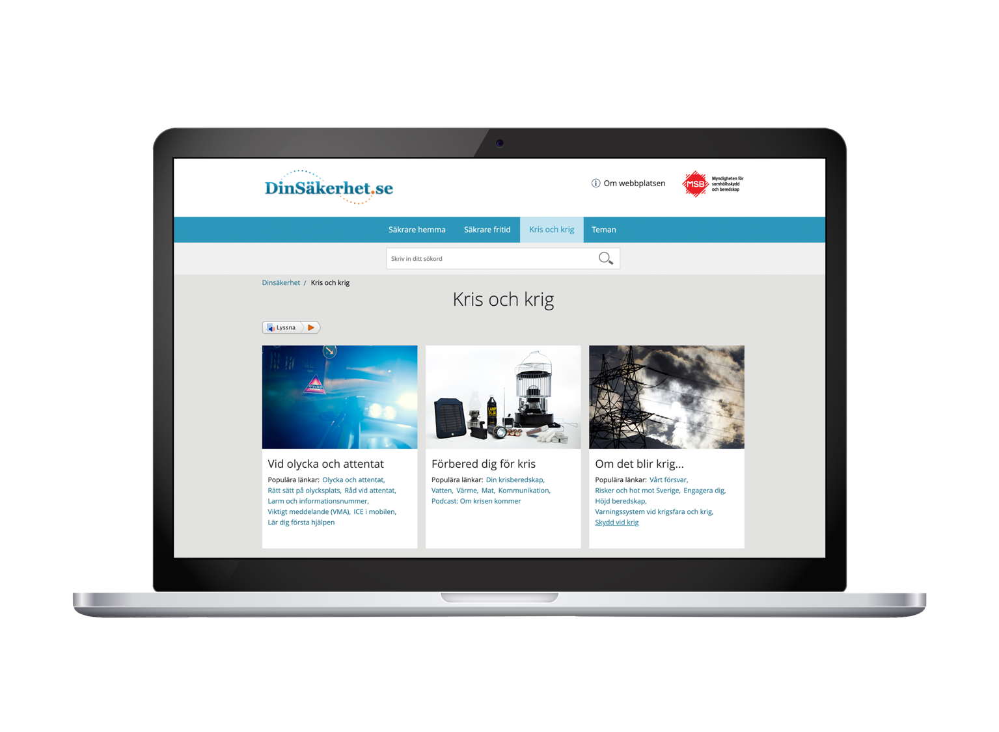 DinSäkerhet.se
Om webbplatsen
MSB
Myndigheten för
samhällsskydd
och beredskap
Säkrare hemma
Säkrare fritid
Kris och krig
Teman
Skriv in ditt sökord
Dinsäkerhet / Kris och krig
Kris och krig
Lyssna
Olycka
LAMP
OLJA
Vid olycka och attentat
Populära länkar: Olycka och attentat,
Rätt sätt på olycksplats, Råd vid attentat,
Larm och informationsnummer,
Viktigt meddelande (VMA), ICE i mobilen,
Lär dig första hjälpen
Förbered dig för kris
Populära länkar: Din krisberedskap,
Vatten, Värme, Mat, Kommunikation,
Podcast: Om krisen kommer
Om det blir krig...
Populära länkar: Vårt försvar,
Risker och hot mot Sverige, Engagera dig,
Höjd beredskap,
Varningssystem vid krigsfara och krig,
Skydd vid krig